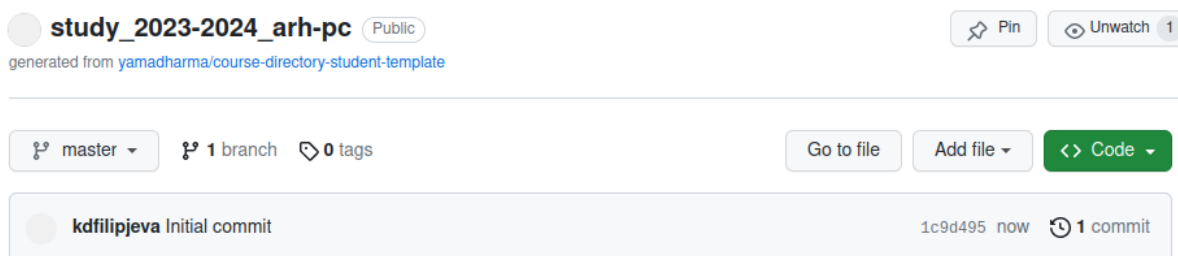 study_2023-2024_arh-pc Public Pin Unwatch 1
generated from yamadharma/course-directory-student-template
master 1 branch 0 tags Go to file Add file <> Code
kdfilipjeva Initial commit 1c9d495 now 1 commit